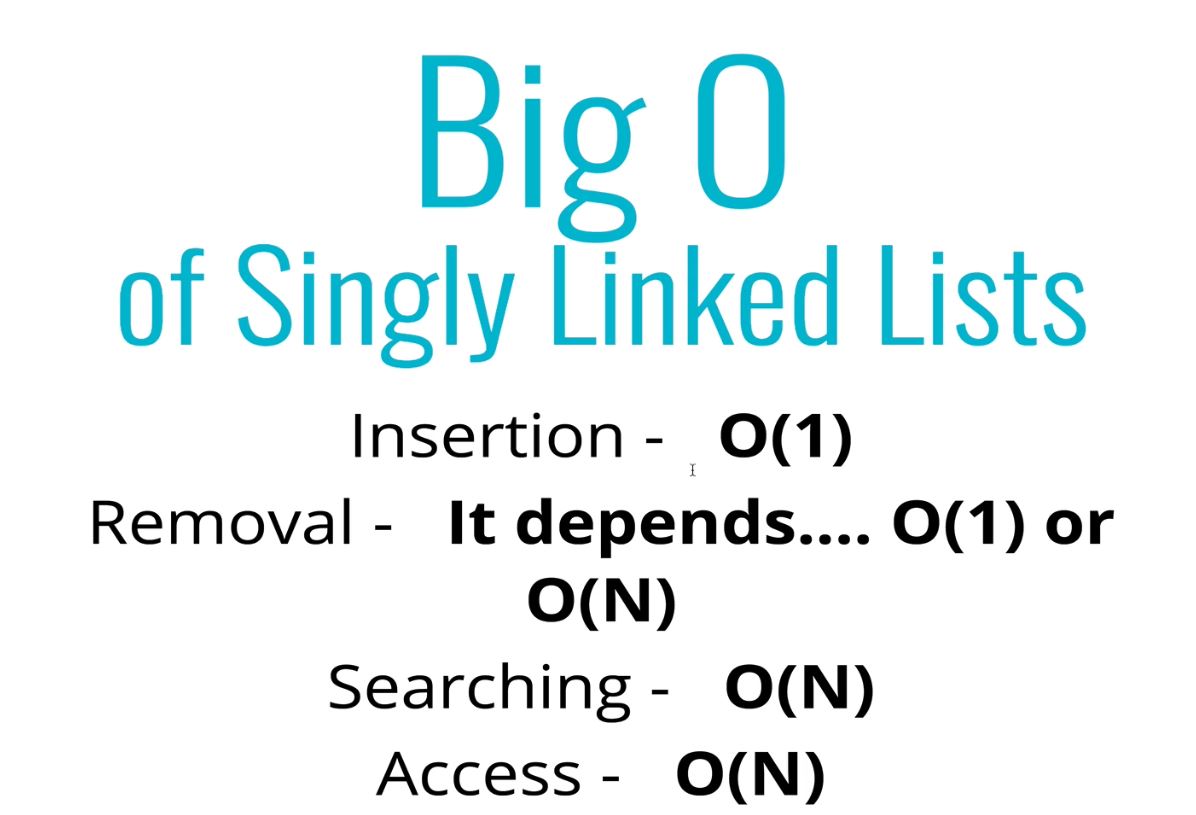 Big O
of Singly Linked Lists
Insertion - O(1)
Removal - It depends.... O(1) or
O(N)
Searching - O(N)
Access - O(N)